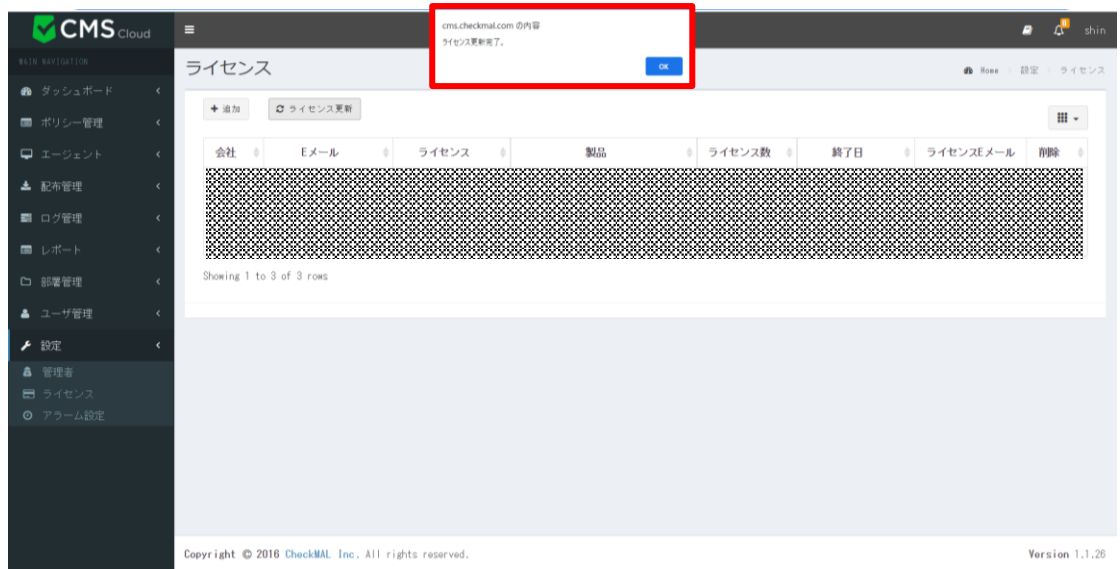 CMS Cloud
cms.checkmal.com の内容
ライセンス更新完了。
OK
0
shin
MAIN NAVIGATION
ライセンス
Home
設定
ライセンス
ダッシュボード
ポリシー管理
エージェント
配布管理
ログ管理
レポート
部署管理
ユーザ管理
設定
管理者
ライセンス
アラーム設定
追加
ライセンス更新
会社 Eメール ライセンス 製品 ライセンス数 終了日 ライセンスEメール 削除
Showing 1 to 3 of 3 rows
Copyright © 2016 CheckMAL Inc. All rights reserved.
Version 1.1.26